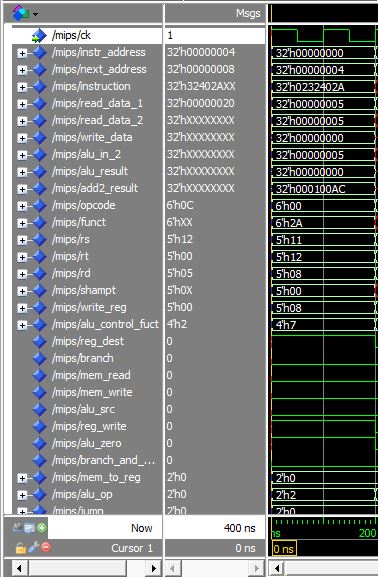 Msgs
/mips/ck 1
/mips/instr_address 32'h00000004 32'h00000000
/mips/next_address 32'h00000008 32'h00000004
/mips/instruction 32'h32402AXX 32'h0232402A
/mips/read_data_1 32'h00000020 32'h00000005
/mips/read_data_2 32'hXXXXXXXX 32'h00000005
/mips/write_data 32'hXXXXXXXX 32'h00000000
/mips/alu_in_2 32'hXXXXXXXX 32'h00000005
/mips/alu_result 32'hXXXXXXXX 32'h00000000
/mips/add2_result 32'hXXXXXXXX 32'h000100AC
/mips/opcode 6'h0C 6'h00
/mips/funct 6'hXX 6'h2A
/mips/rs 5'h12 5'h11
/mips/rt 5'h00 5'h12
/mips/rd 5'h05 5'h08
/mips/shampt 5'h0X 5'h00
/mips/write_reg 5'h00 5'h08
/mips/alu_control_fuct 4'h2 4'h7
/mips/reg_dest 0
/mips/branch 0
/mips/mem_read 0
/mips/mem_write 0
/mips/alu_src 0
/mips/reg_write 0
/mips/alu_zero 0
/mips/branch_and_... 0
/mips/mem_to_reg 2'h0 2'h0
/mips/alu_op 2'h0 2'h2
/mips/jump 2'h0 2'h0
Now 400 ns ns 200
Cursor 1 0 ns 0 ns